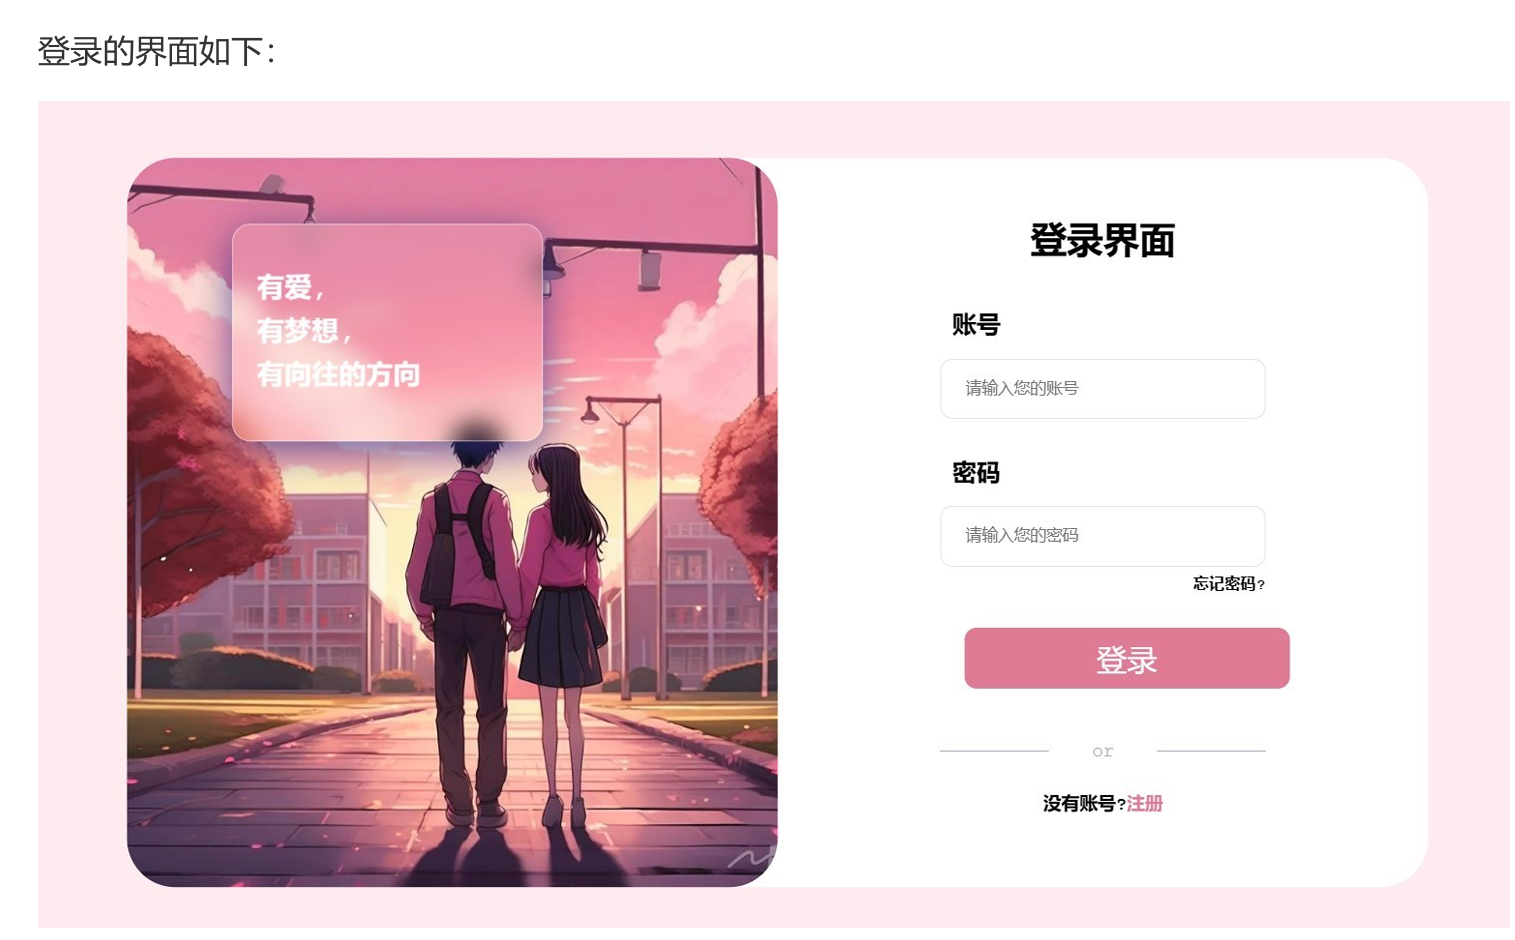 登录的界面如下：
有爱，
有梦想，
有向往的方向
登录界面
账号
请输入您的账号
密码
请输入您的密码
忘记密码?
登录
or
没有账号?注册